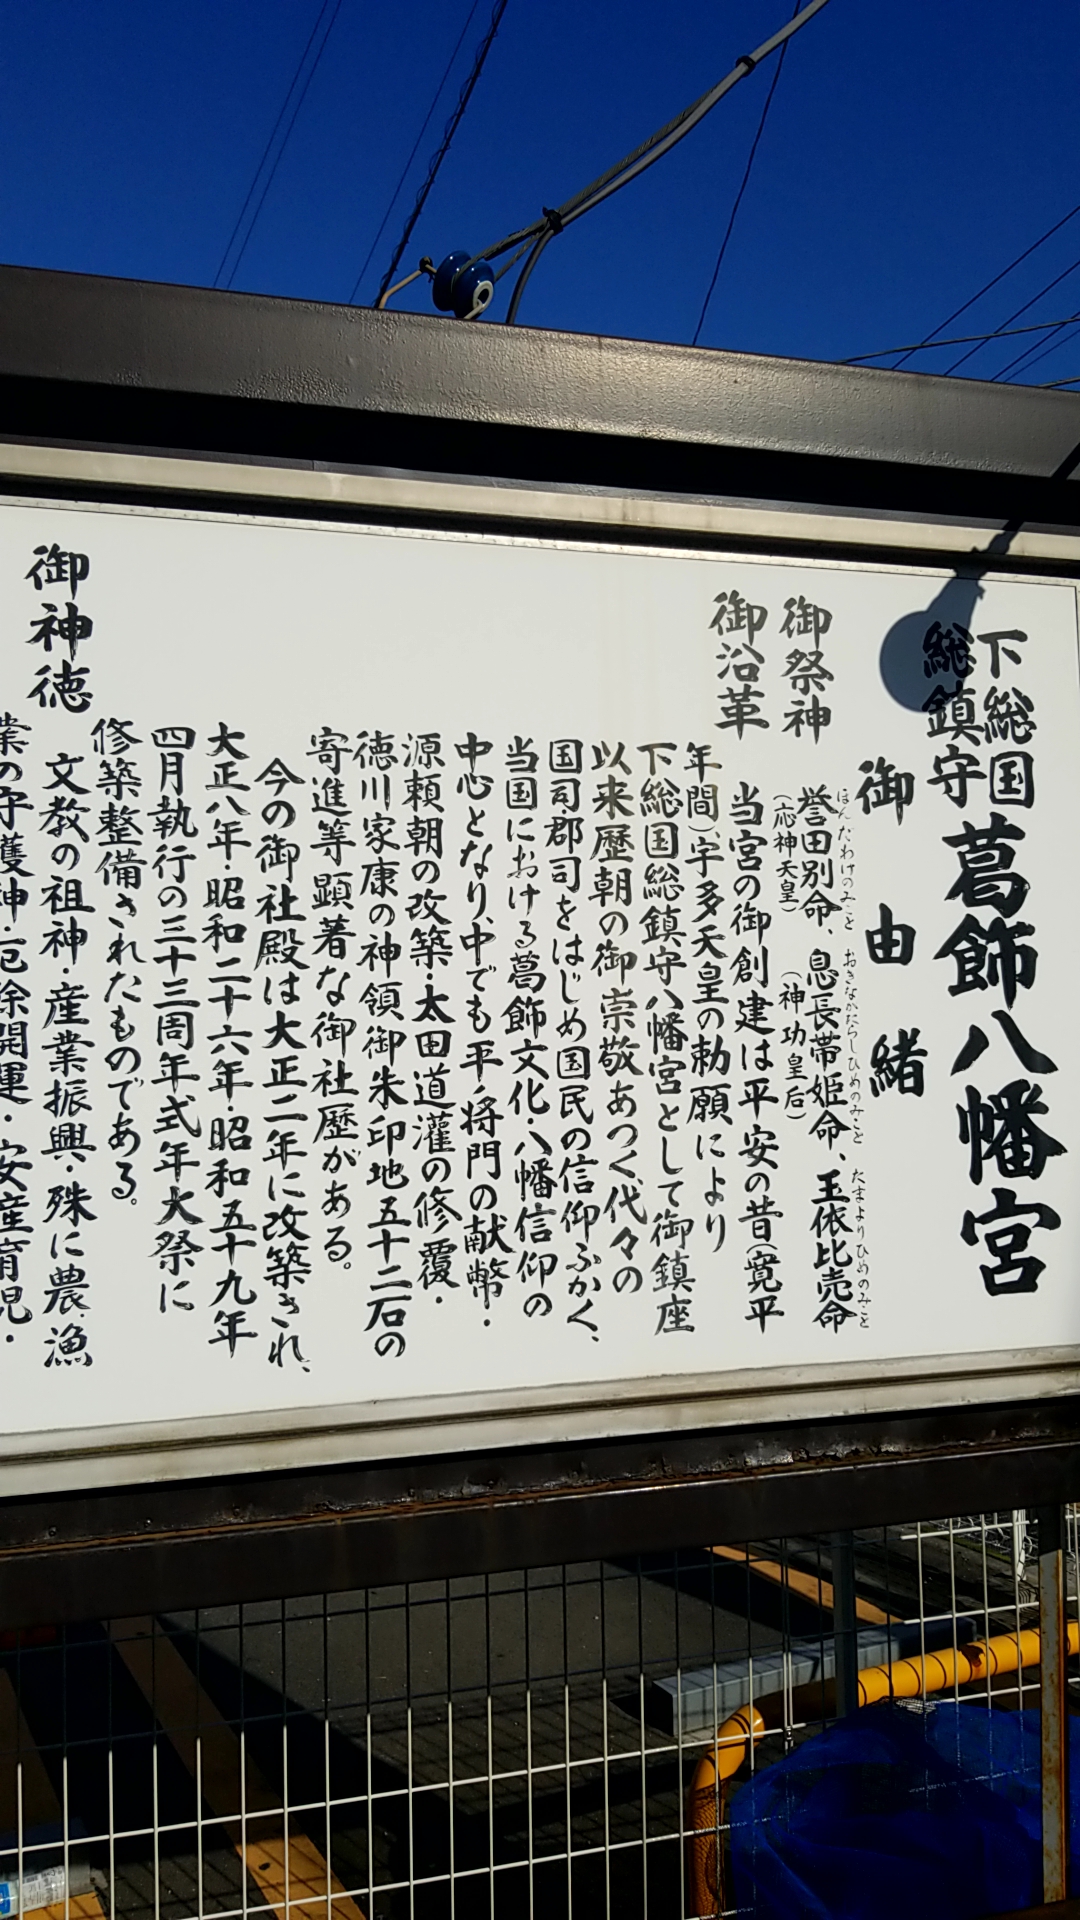 下総国
総鎮守
葛飾八幡宮
御由緒
御祭神
ほんだわけのみこと おきながたらしひめのみこと たまよりひめのみこと
誉田別命、息長帯姫命、玉依比売命
(応神天皇) (神功皇后)
御沿革
当宮の御創建は平安の昔(寛平
年間)、宇多天皇の勅願により
下総国総鎮守八幡宮として御鎮座
以来歴朝の御崇敬あつく、代々の
国司郡司をはじめ国民の信仰ふかく、
当国における葛飾文化・八幡信仰の
中心となり、中でも平ノ将門の献幣・
源頼朝の改築・太田道灌の修覆・
徳川家康の神領御朱印地五十二石の
寄進等顕著な御社歴がある。
今の御社殿は大正二年に改築され、
大正八年・昭和二十六年・昭和五十九年
四月執行の三十三周年式年大祭に
修築整備されたものである。
御神徳
文教の祖神・産業振興・殊に農・漁
業の守護神・厄除開運・安産育児・